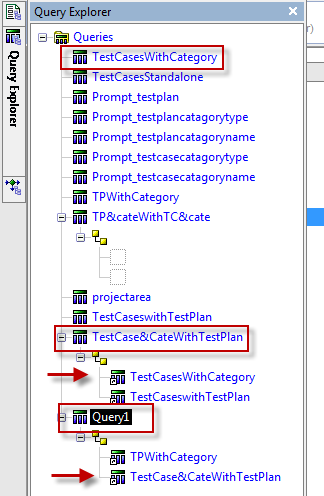 Query Explorer
Query Explorer
Queries
TestCasesWithCategory
TestCasesStandalone
Prompt_testplan
Prompt_testplancatagorytype
Prompt_testplancatagoryname
Prompt_testcasecatagorytype
Prompt_testcasecatagoryname
TPWithCategory
TP&cateWithTC&cate
projectarea
TestCaseswithTestPlan
TestCase&CateWithTestPlan
TestCasesWithCategory
TestCaseswithTestPlan
Query1
TPWithCategory
TestCase&CateWithTestPlan